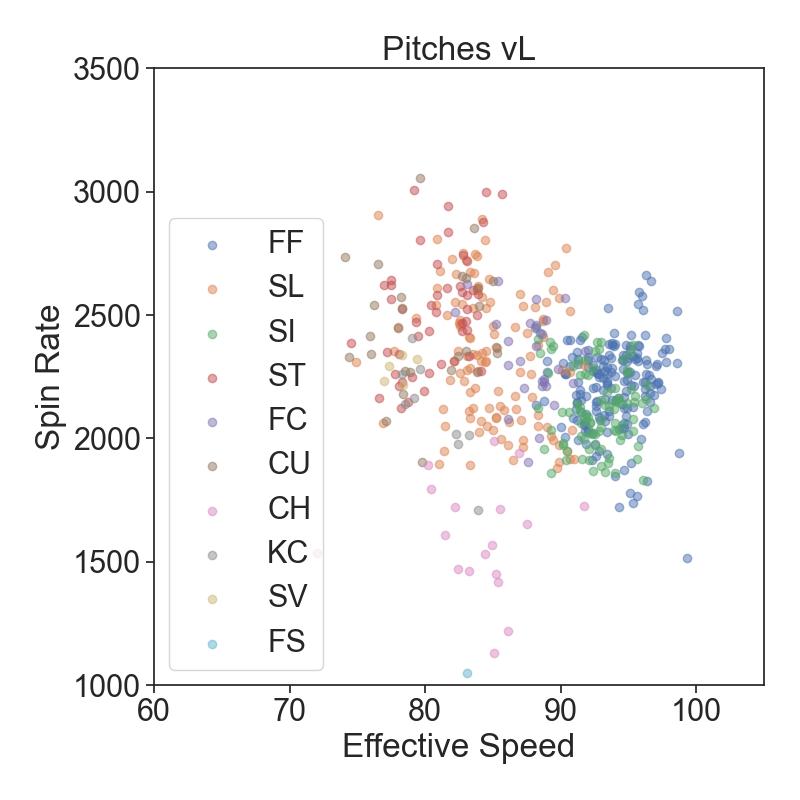 Pitches vL
3500
3000
2500
2000
1500
1000
Spin Rate
FF
SL
SI
ST
FC
CU
CH
KC
SV
FS
60 70 80 90 100
Effective Speed